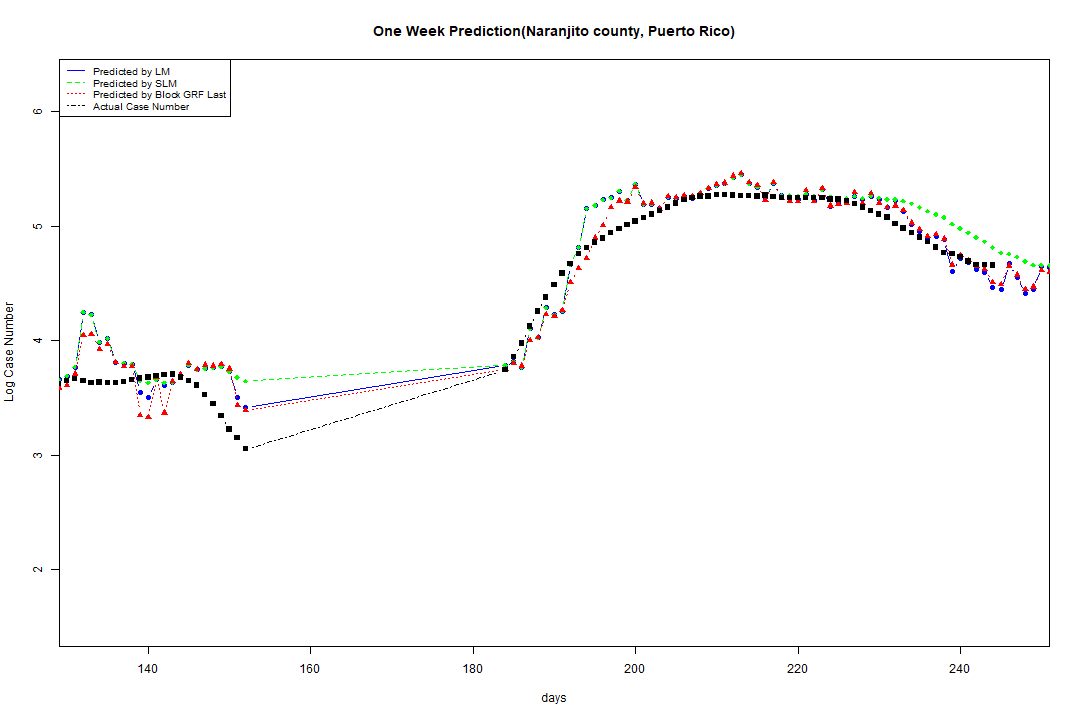 One Week Prediction(Naranjito county, Puerto Rico)
Predicted by LM
Predicted by SLM
Predicted by Block GRF Last
Actual Case Number
Log Case Number
6
5
4
3
2
140 160 180 200 220 240
days